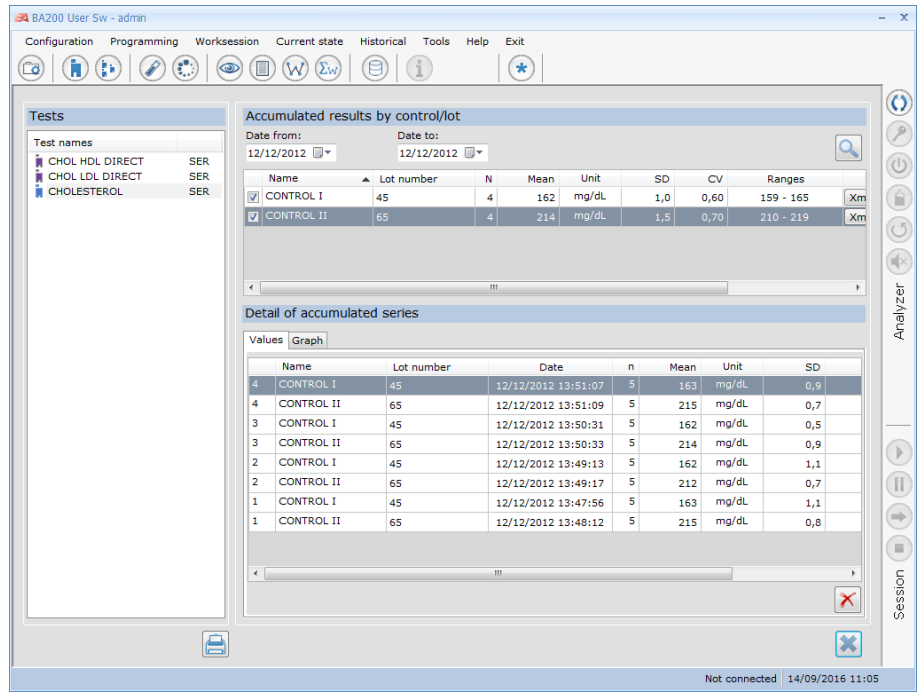 BA200 User Sw - admin
Configuration Programming Worksession Current state Historical Tools Help Exit
Tests
Test names
CHOL HDL DIRECT SER
CHOL LDL DIRECT SER
CHOLESTEROL SER
Accumulated results by control/lot
Date from: Date to:
12/12/2012 12/12/2012
Name Lot number N Mean Unit SD CV Ranges
CONTROL I 45 4 162 mg/dL 1,0 0,60 159 - 165 Xm
CONTROL II 65 4 214 mg/dL 1,5 0,70 210 - 219 Xm
Detail of accumulated series
Values Graph
Name Lot number Date n Mean Unit SD
4 CONTROL I 45 12/12/2012 13:51:07 5 163 mg/dL 0,9
4 CONTROL II 65 12/12/2012 13:51:09 5 215 mg/dL 0,7
3 CONTROL I 45 12/12/2012 13:50:31 5 162 mg/dL 0,5
3 CONTROL II 65 12/12/2012 13:50:33 5 214 mg/dL 0,9
2 CONTROL I 45 12/12/2012 13:49:13 5 162 mg/dL 1,1
2 CONTROL II 65 12/12/2012 13:49:17 5 212 mg/dL 0,7
1 CONTROL I 45 12/12/2012 13:47:56 5 163 mg/dL 1,1
1 CONTROL II 65 12/12/2012 13:48:12 5 215 mg/dL 0,8
Analyzer
Session
Not connected 14/09/2016 11:05